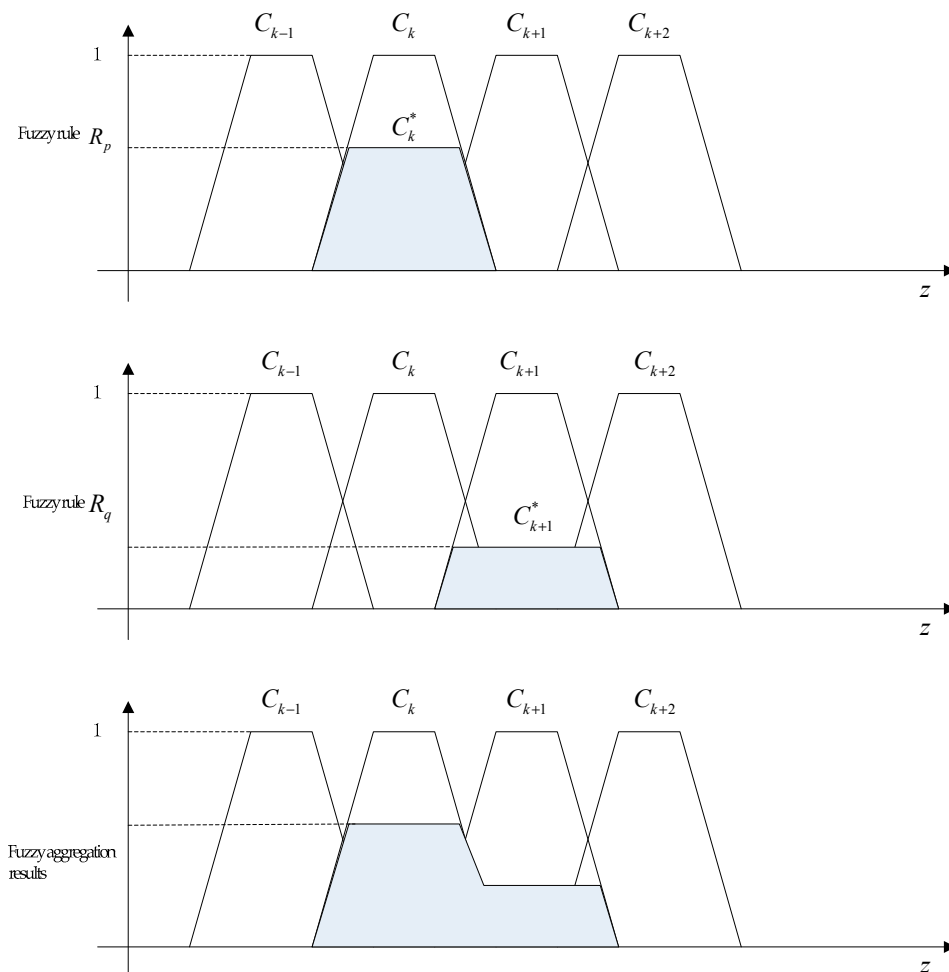 C_{k-1} C_k C_{k+1} C_{k+2}
1
C_k^*
Fuzzy rule R_p
z
C_{k-1} C_k C_{k+1} C_{k+2}
1
Fuzzy rule R_q
C_{k+1}^*
z
C_{k-1} C_k C_{k+1} C_{k+2}
1
Fuzzy aggregation
results
z